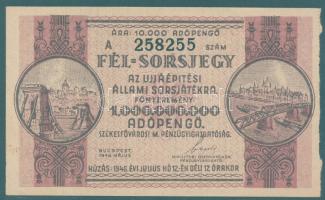 ÁRA: 10.000 ADÓPENGŐ
A 258255 SZÁM
FÉL=SORSJEGY
AZ UJJÁÉPITÉSI
ÁLLAMI SORSJÁTÉKRA
FŐNYEREMÉNY
1.000.000.000
ADÓPENGŐ.
SZÉKESFŐVÁROSI M. PÉNZÜGYIGAZGATÓSÁG.
BUDAPEST
1946 MÁJUS
HÚZÁS: 1946. ÉVI JÚLIUS HÓ 12.-ÉN DÉLI 12 ÓRAKOR